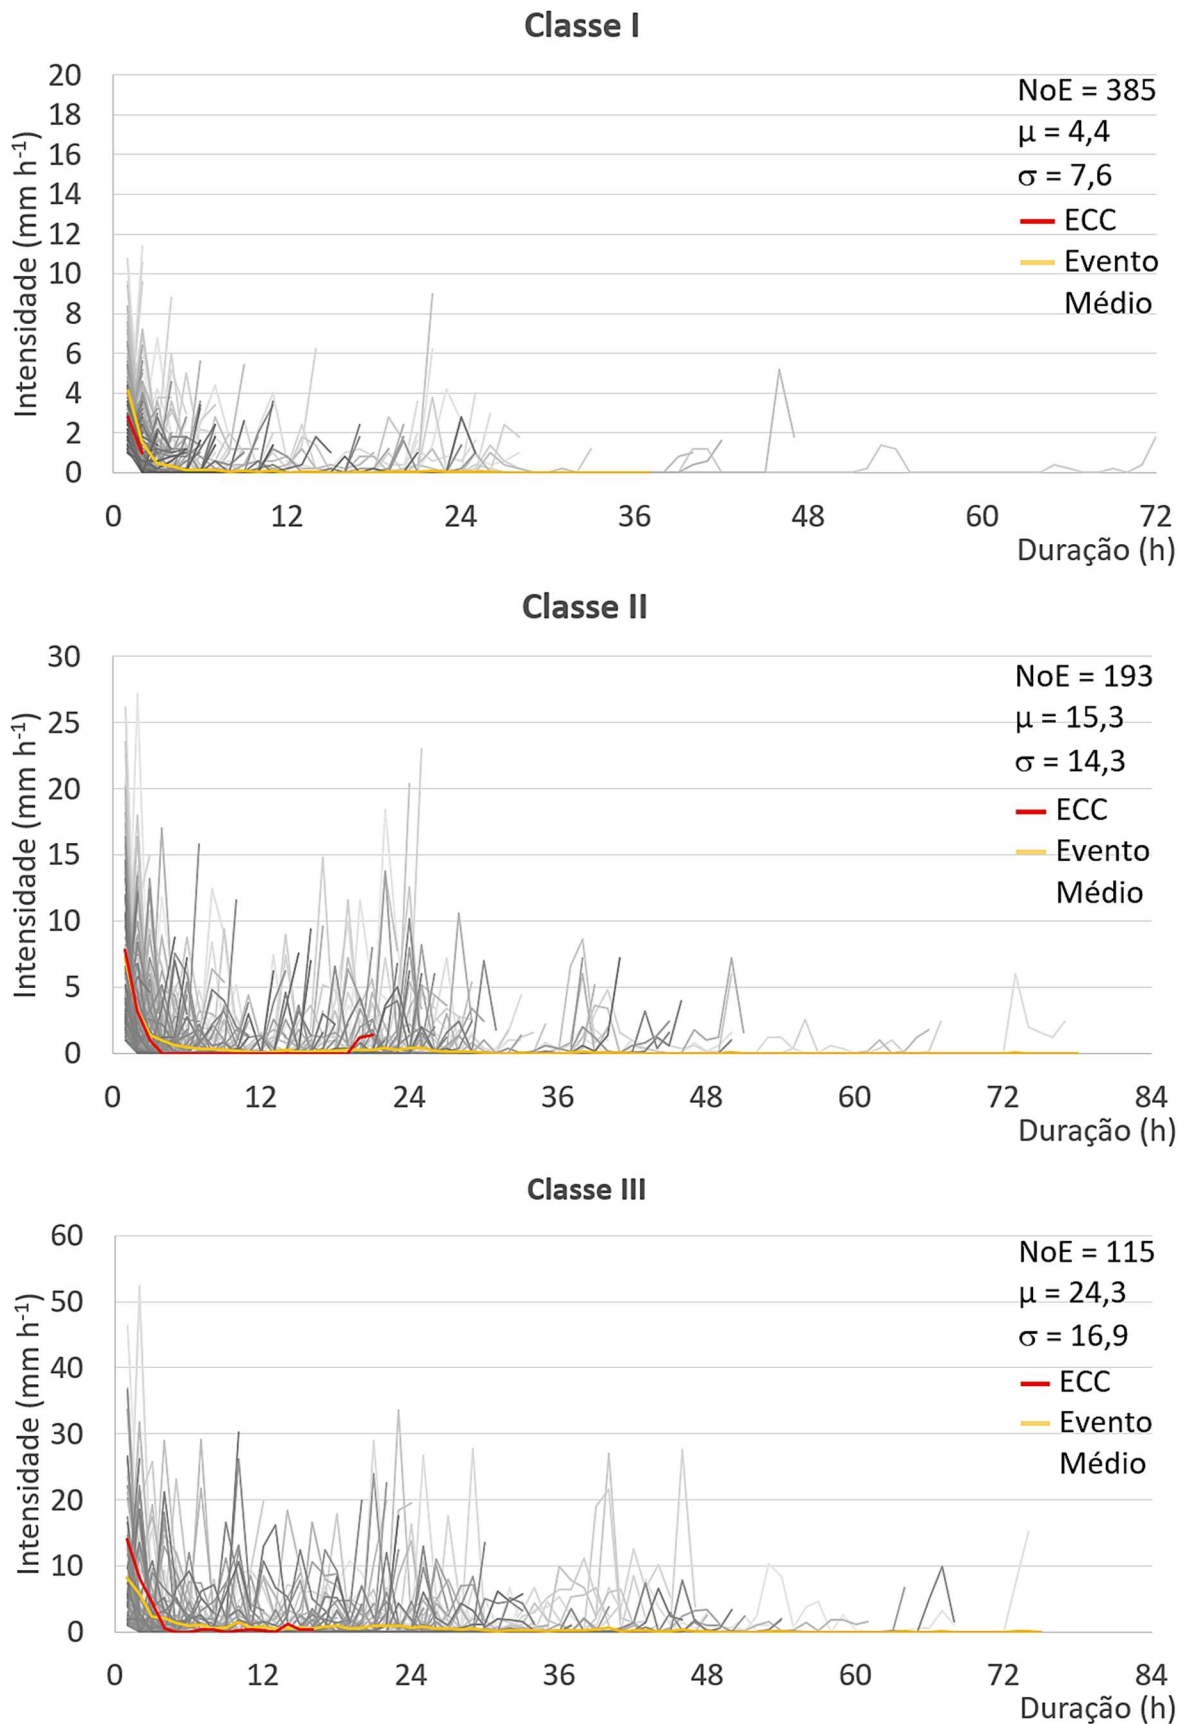 Classe I
Intensidade (mm h⁻¹)
20
18
16
14
12
10
8
6
4
2
0
NoE = 385
μ = 4,4
σ = 7,6
ECC
Evento
Médio
0 12 24 36 48 60 72
Duração (h)
Classe II
Intensidade (mm h⁻¹)
30
25
20
15
10
5
0
NoE = 193
μ = 15,3
σ = 14,3
ECC
Evento
Médio
0 12 24 36 48 60 72 84
Duração (h)
Classe III
Intensidade (mm h⁻¹)
60
50
40
30
20
10
0
NoE = 115
μ = 24,3
σ = 16,9
ECC
Evento
Médio
0 12 24 36 48 60 72 84
Duração (h)